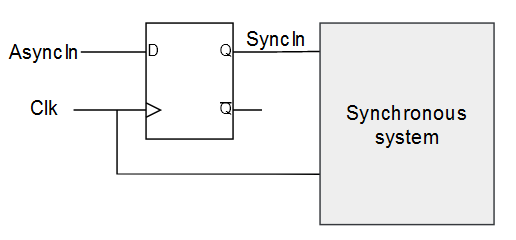 AsyncIn
D
Q
SyncIn
Clk
Q̅
Synchronous
system